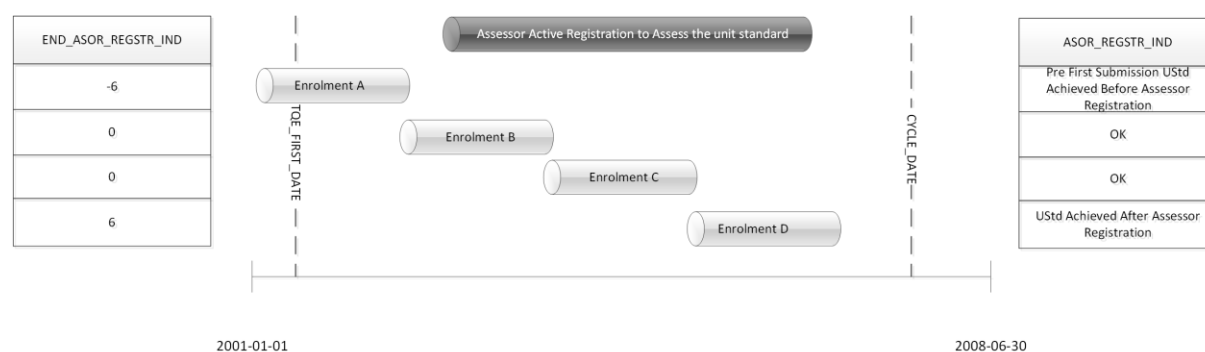 END_ASOR_REGSTR_IND
Assessor Active Registration to Assess the unit standard
ASOR_REGSTR_IND
-6
Enrolment A
Pre First Submission UStd
Achieved Before Assessor
Registration
TQE_FIRST_DATE
CYCLE_DATE
0
Enrolment B
OK
0
Enrolment C
OK
6
Enrolment D
UStd Achieved After Assessor
Registration
2001-01-01
2008-06-30